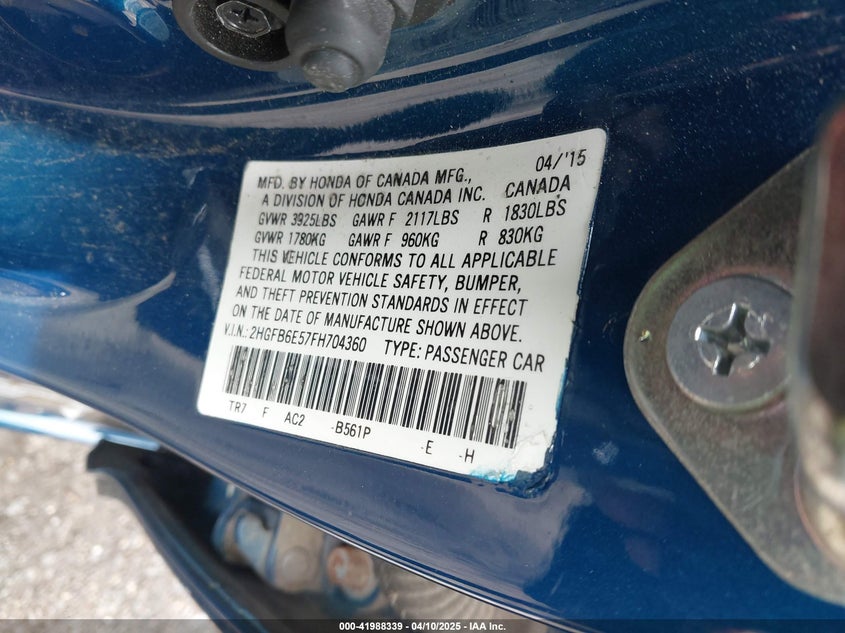 04/'15
MFD. BY HONDA OF CANADA MFG.,
A DIVISION OF HONDA CANADA INC. CANADA
GVWR 3925LBS GAWR F 2117LBS R 1830LBS
GVWR 1780KG GAWR F 960KG R 830KG
THIS VEHICLE CONFORMS TO ALL APPLICABLE
FEDERAL MOTOR VEHICLE SAFETY, BUMPER,
AND THEFT PREVENTION STANDARDS IN EFFECT
ON THE DATE OF MANUFACTURE SHOWN ABOVE.
V.I.N.: 2HGFB6E57FH704360 TYPE: PASSENGER CAR
TR7 F AC2 -B561P -E -H
000-41988339 - 04/10/2025 - IAA Inc.